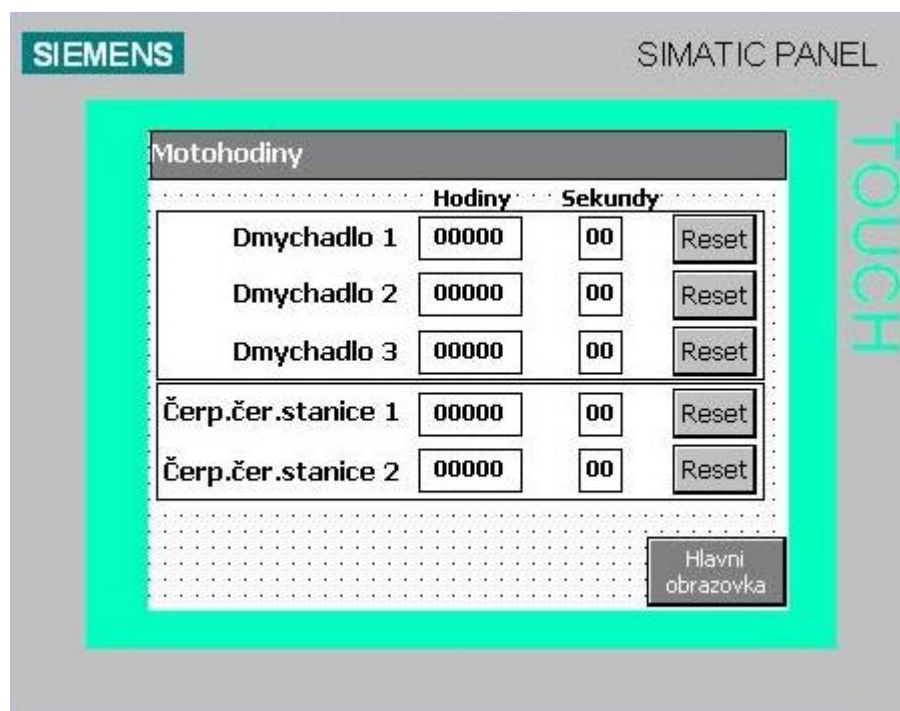 SIEMENS
SIMATIC PANEL
TOUCH
Motohodiny
Hodiny Sekundy
Dmychadlo 1 00000 00 Reset
Dmychadlo 2 00000 00 Reset
Dmychadlo 3 00000 00 Reset
Čerp.čer.stanice 1 00000 00 Reset
Čerp.čer.stanice 2 00000 00 Reset
Hlavni
obrazovka